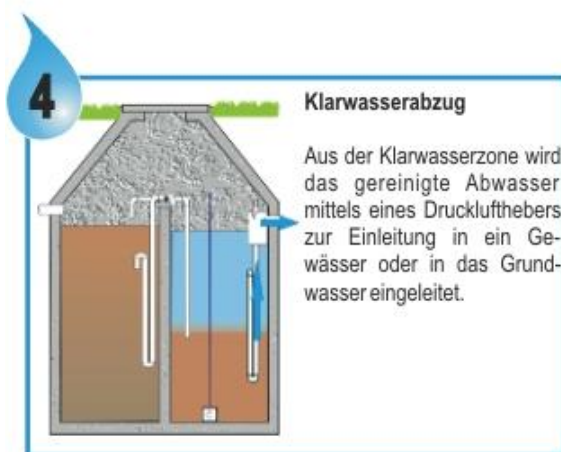 4
Klarwasserabzug
Aus der Klarwasserzone wird
das gereinigte Abwasser
mittels eines Drucklufthebers
zur Einleitung in ein Ge-
wässer oder in das Grund-
wasser eingeleitet.